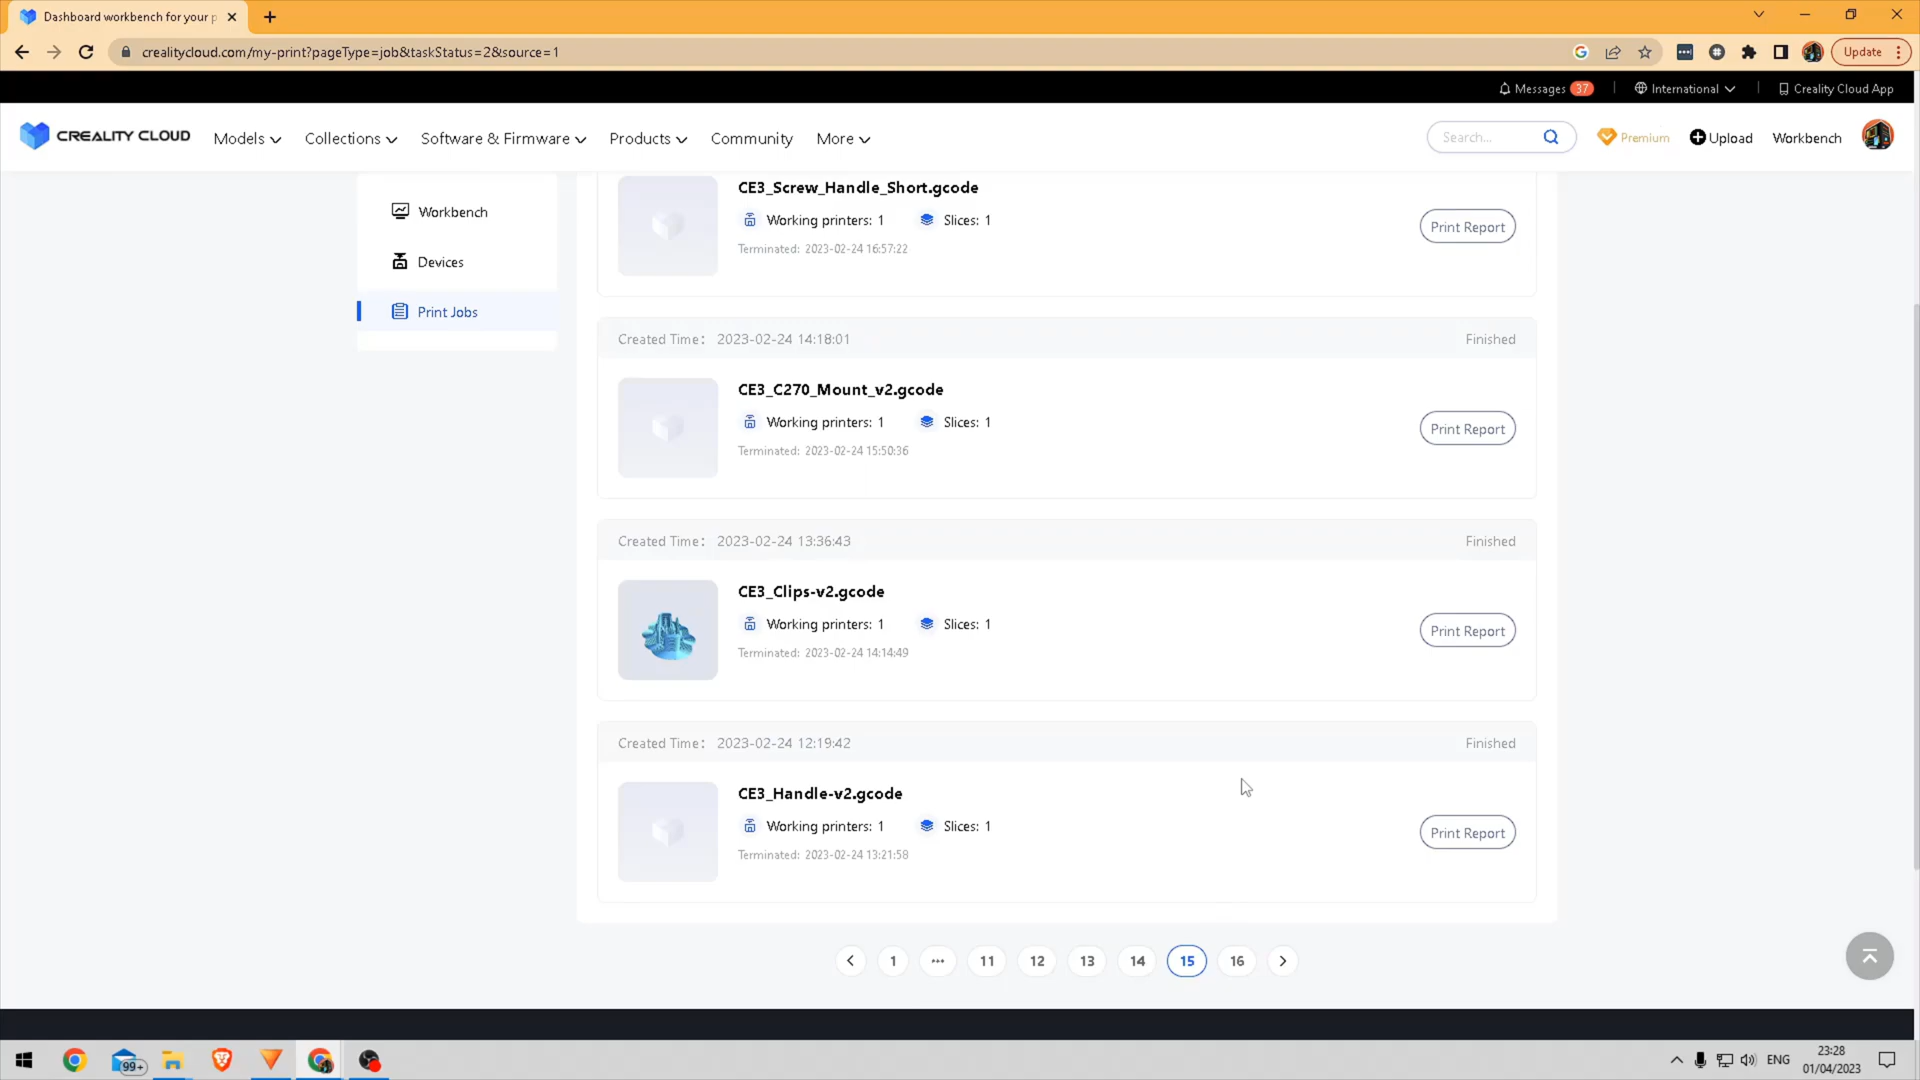 Dashboard workbench for your p
crealitycloud.com/my-print?pageType=job&taskStatus=2&source=1
Update
Messages 37
International
Creality Cloud App
CREALITY CLOUD
Models
Collections
Software & Firmware
Products
Community
More
Search...
Premium
Upload
Workbench
Workbench
Devices
Print Jobs
CE3_Screw_Handle_Short.gcode
Working printers: 1 Slices: 1
Terminated: 2023-02-24 16:57:22
Print Report
Created Time: 2023-02-24 14:18:01 Finished
CE3_C270_Mount_v2.gcode
Working printers: 1 Slices: 1
Terminated: 2023-02-24 15:50:36
Print Report
Created Time: 2023-02-24 13:36:43 Finished
CE3_Clips-v2.gcode
Working printers: 1 Slices: 1
Terminated: 2023-02-24 14:14:49
Print Report
Created Time: 2023-02-24 12:19:42 Finished
CE3_Handle-v2.gcode
Working printers: 1 Slices: 1
Terminated: 2023-02-24 13:21:58
Print Report
1 ••• 11 12 13 14 15 16
99+
ENG
23:28
01/04/2023